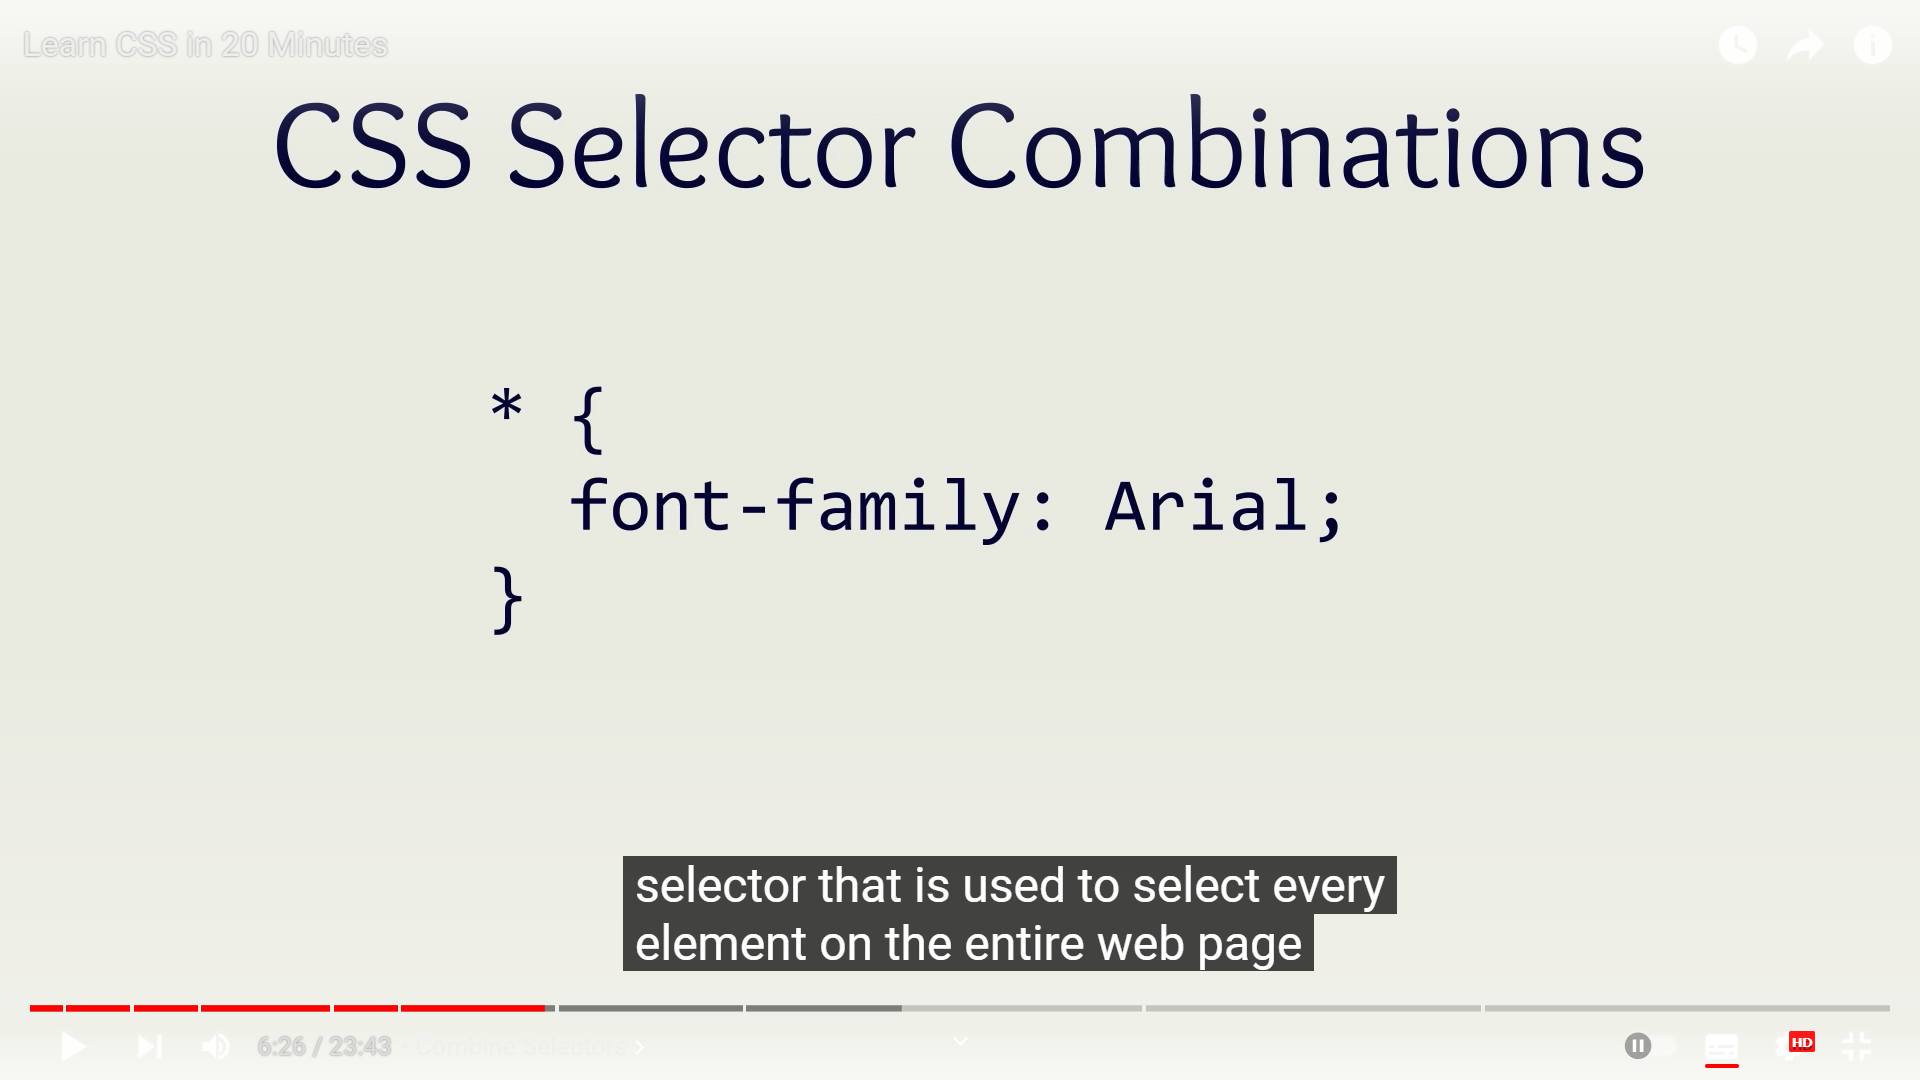 Learn CSS in 20 Minutes
CSS Selector Combinations
* {
font-family: Arial;
}
selector that is used to select every
element on the entire web page
6:26 / 23:43 • Combine Selectors
HD